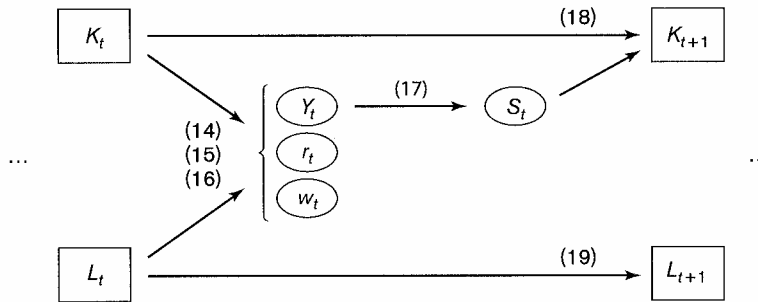 (18)
K_t
K_{t+1}
Y_t
(17)
S_t
(14)
(15)
(16)
r_t
w_t
...
..
(19)
L_t
L_{t+1}